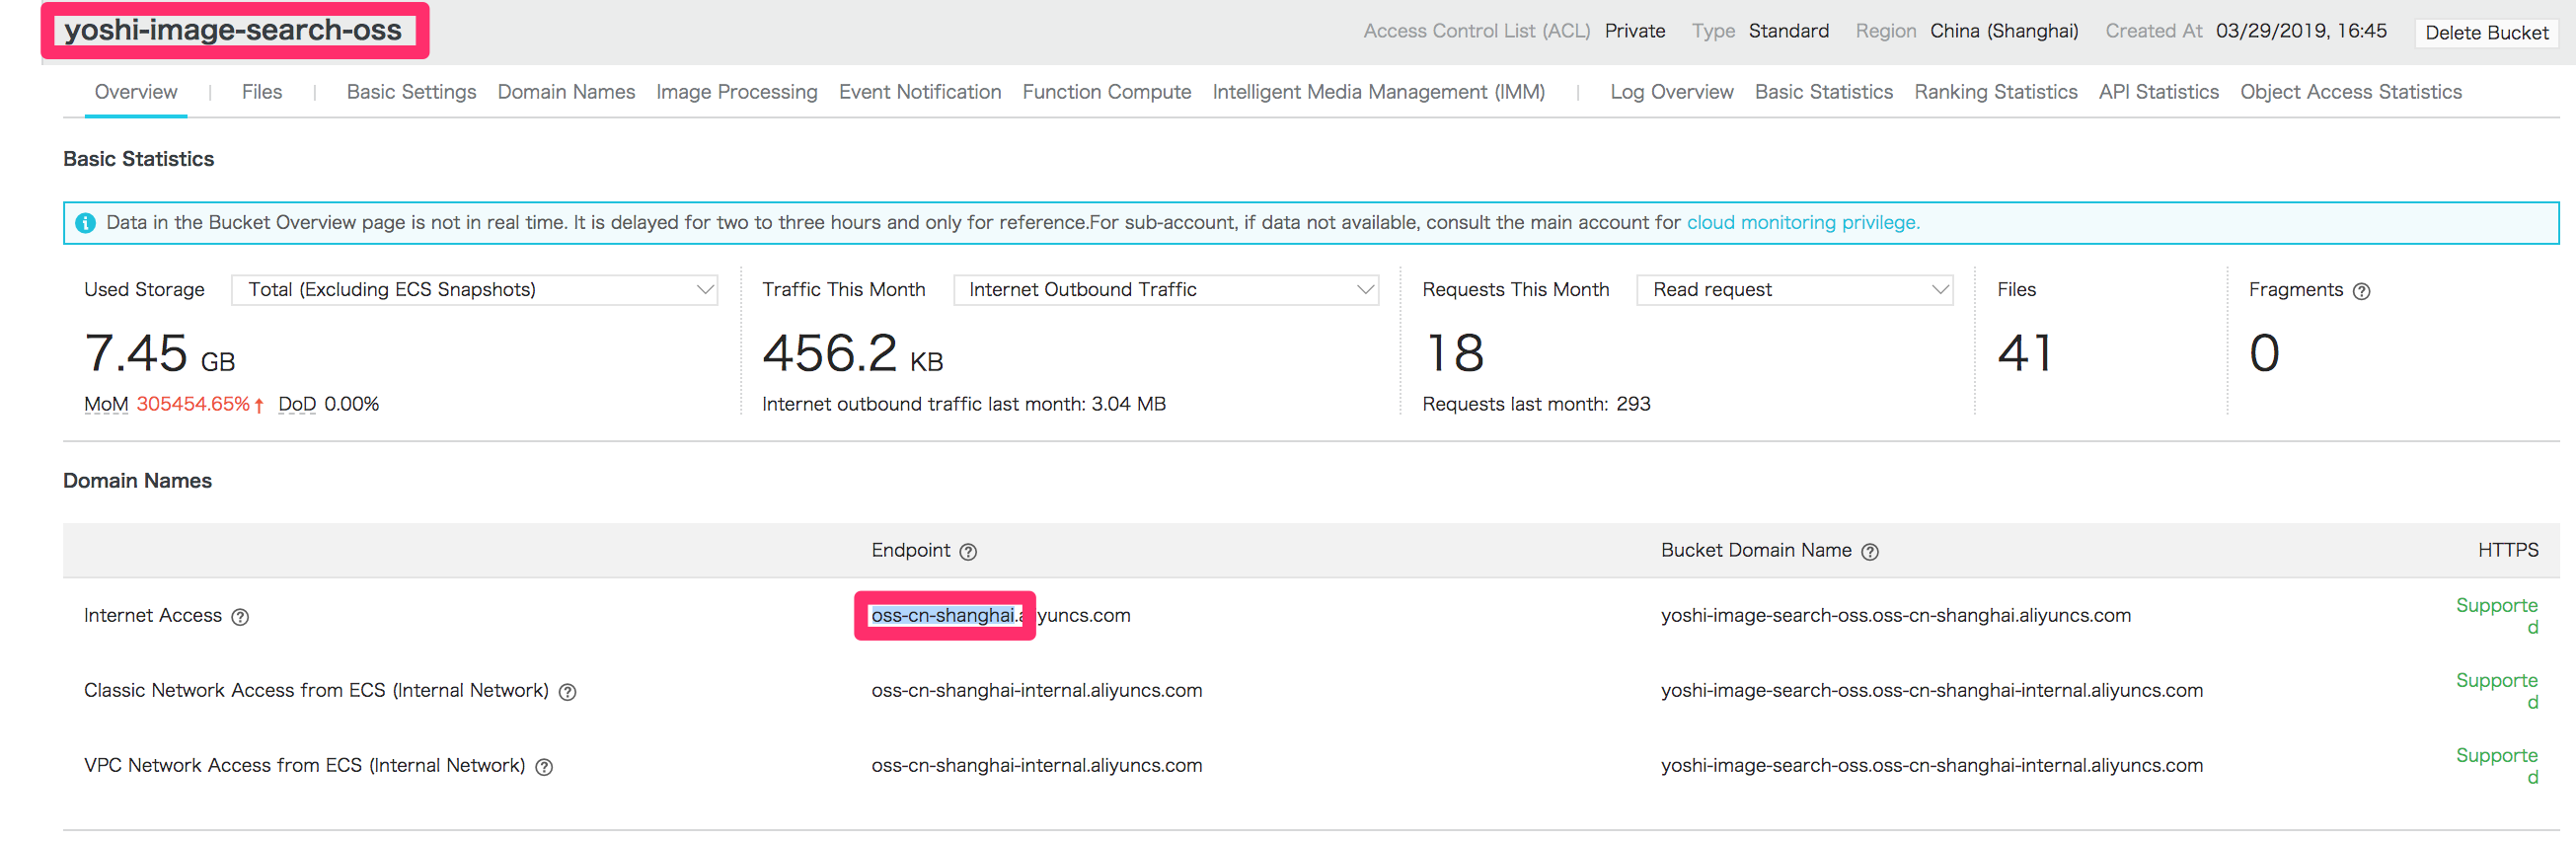 yoshi-image-search-oss Access Control List (ACL) Private Type Standard Region China (Shanghai) Created At 03/29/2019, 16:45 Delete Bucket
Overview | Files | Basic Settings Domain Names Image Processing Event Notification Function Compute Intelligent Media Management (IMM) | Log Overview Basic Statistics Ranking Statistics API Statistics Object Access Statistics
Basic Statistics
Data in the Bucket Overview page is not in real time. It is delayed for two to three hours and only for reference.For sub-account, if data not available, consult the main account for cloud monitoring privilege.
Used Storage Total (Excluding ECS Snapshots) Traffic This Month Internet Outbound Traffic Requests This Month Read request Files Fragments
7.45 GB 456.2 KB 18 41 0
MoM 305454.65% DoD 0.00% Internet outbound traffic last month: 3.04 MB Requests last month: 293
Domain Names
Endpoint Bucket Domain Name HTTPS
Internet Access oss-cn-shanghai.aliyuncs.com yoshi-image-search-oss.oss-cn-shanghai.aliyuncs.com Supporte
d
Classic Network Access from ECS (Internal Network) oss-cn-shanghai-internal.aliyuncs.com yoshi-image-search-oss.oss-cn-shanghai-internal.aliyuncs.com Supporte
d
VPC Network Access from ECS (Internal Network) oss-cn-shanghai-internal.aliyuncs.com yoshi-image-search-oss.oss-cn-shanghai-internal.aliyuncs.com Supporte
d